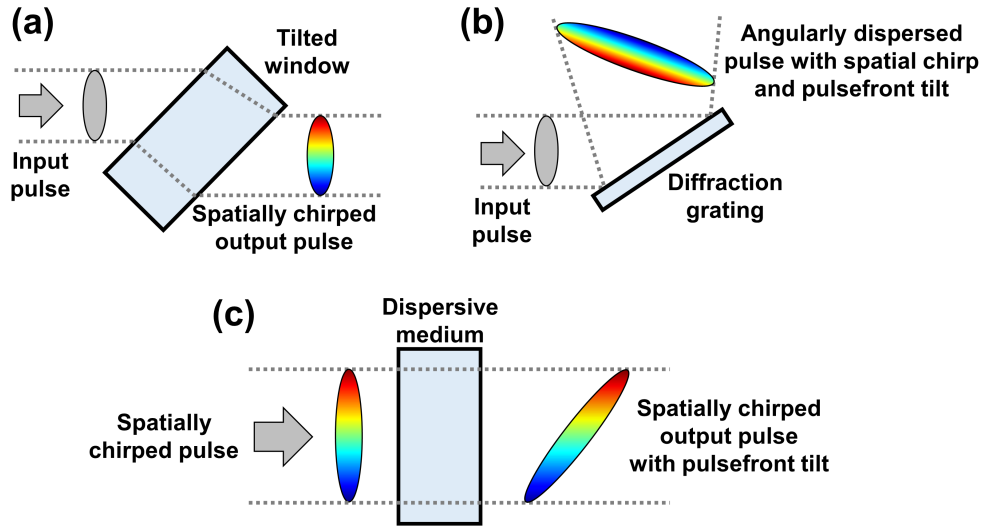 (a)
Tilted
window
Input
pulse
Spatially chirped
output pulse
(b)
Angularly dispersed
pulse with spatial chirp
and pulsefront tilt
Input
pulse
Diffraction
grating
(c)
Dispersive
medium
Spatially
chirped pulse
Spatially chirped
output pulse
with pulsefront tilt